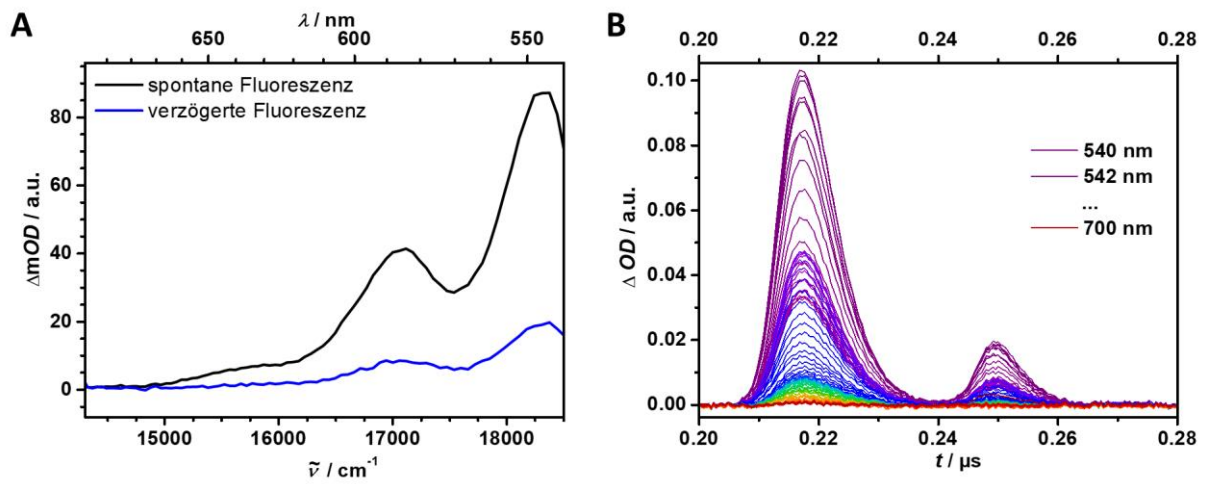 A
λ / nm
650 600 550
ΔmOD / a.u.
80
60
40
20
0
spontane Fluoreszenz
verzögerte Fluoreszenz
15000 16000 17000 18000
ṽ / cm⁻¹
B
0.20 0.22 0.24 0.26 0.28
Δ OD / a.u.
0.10
0.08
0.06
0.04
0.02
0.00
540 nm
542 nm
...
700 nm
0.20 0.22 0.24 0.26 0.28
t / µs